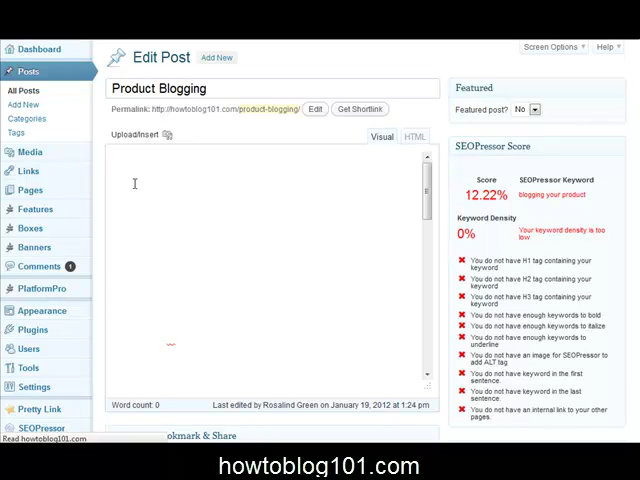 Dashboard
Posts
All Posts
Add New
Categories
Tags
Media
Links
Pages
Features
Boxes
Banners
Comments 1
PlatformPro
Appearance
Plugins
Users
Tools
Settings
Pretty Link
SEOPressor
Read howtoblog101.com
Edit Post Add New
Screen Options Help
Product Blogging
Permalink: http://howtoblog101.com/product-blogging/ Edit Get Shortlink
Upload/Insert
Visual HTML
Word count: 0 Last edited by Rosalind Green on January 19, 2012 at 1:24 pm
okmark & Share
Featured
Featured post? No
SEOPressor Score
Score SEOPressor Keyword
12.22% blogging your product
Keyword Density
0% Your keyword density is too
low.
You do not have H1 tag containing your
keyword
You do not have H2 tag containing your
keyword
You do not have H3 tag containing your
keyword
You do not have enough keywords to bold
You do not have enough keywords to italize
You do not have enough keywords to
underline
You do not have an image for SEOPressor to
add ALT tag
You do not have keyword in the first
sentence.
You do not have keyword in the last
sentence.
You do not have an internal link to your other
pages.
howtoblog101.com